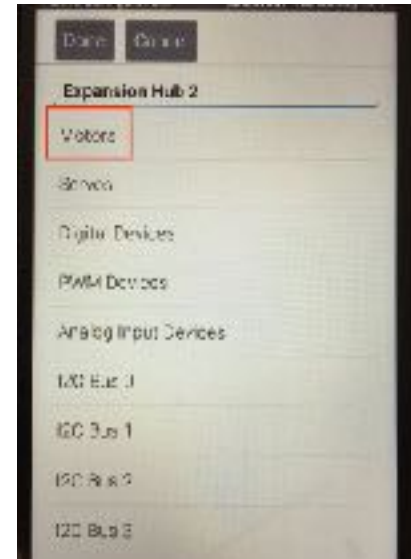 Done Cancel
Expansion Hub 2
Motors
Servos
Digital Devices
PWM Devices
Analog Input Devices
I2C Bus 0
I2C Bus 1
I2C Bus 2
I2C Bus 3